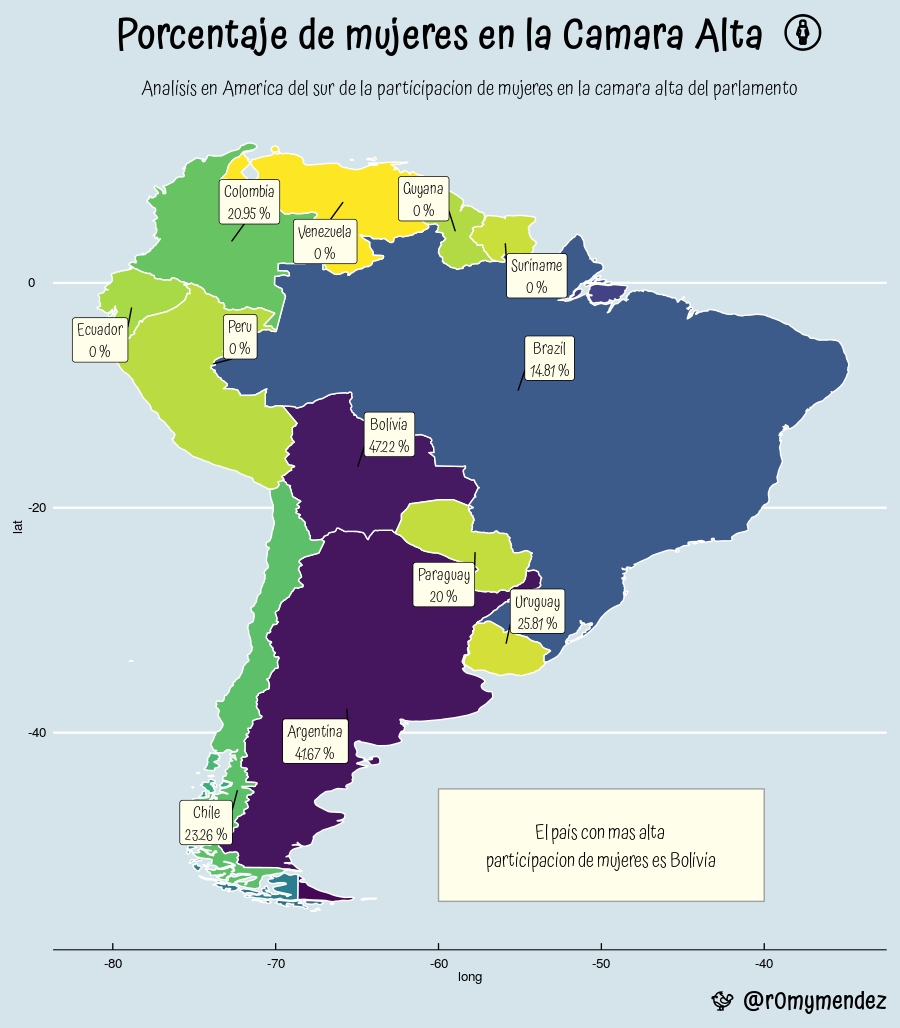 Porcentaje de mujeres en la Camara Alta
Analisis en America del sur de la participacion de mujeres en la camara alta del parlamento
Colombia
20.95 %
Venezuela
0 %
Guyana
0 %
Suriname
0 %
Ecuador
0 %
Peru
0 %
Brazil
14.81 %
Bolivia
47.22 %
Paraguay
20 %
Uruguay
25.81 %
Argentina
41.67 %
Chile
23.26 %
0
-20
-40
lat
El pais con mas alta
participacion de mujeres es Bolivia
-80
-70
-60
-50
-40
long
@r0mymendez